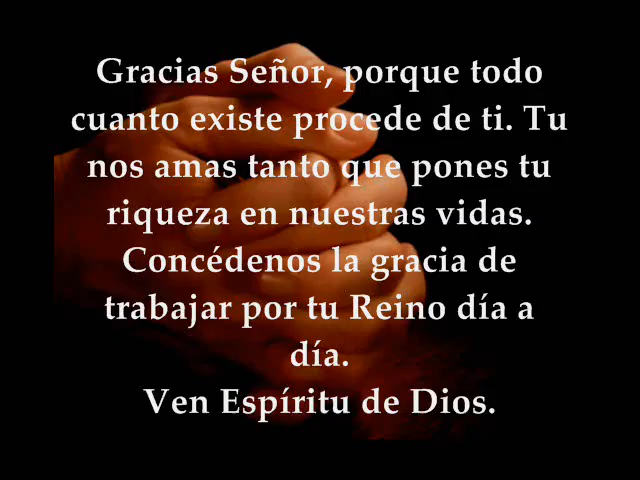 Gracias Señor, porque todo
cuanto existe procede de ti. Tu
nos amas tanto que pones tu
riqueza en nuestras vidas.
Concédenos la gracia de
trabajar por tu Reino día a
día.
Ven Espíritu de Dios.